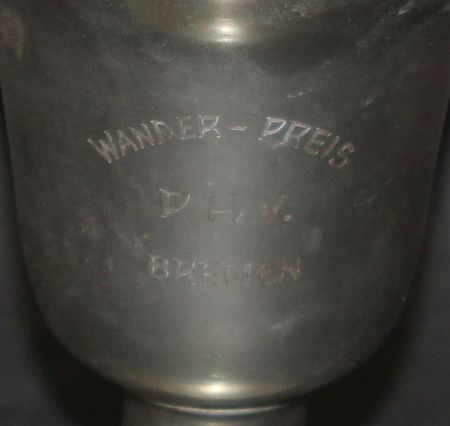 WANDER - PREIS
P.H.V.
BREMEN